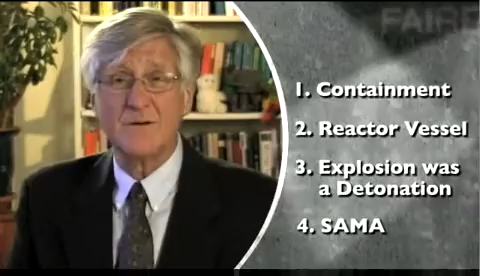 FAIRE
1. Containment
2. Reactor Vessel
3. Explosion was
a Detonation
4. SAMA